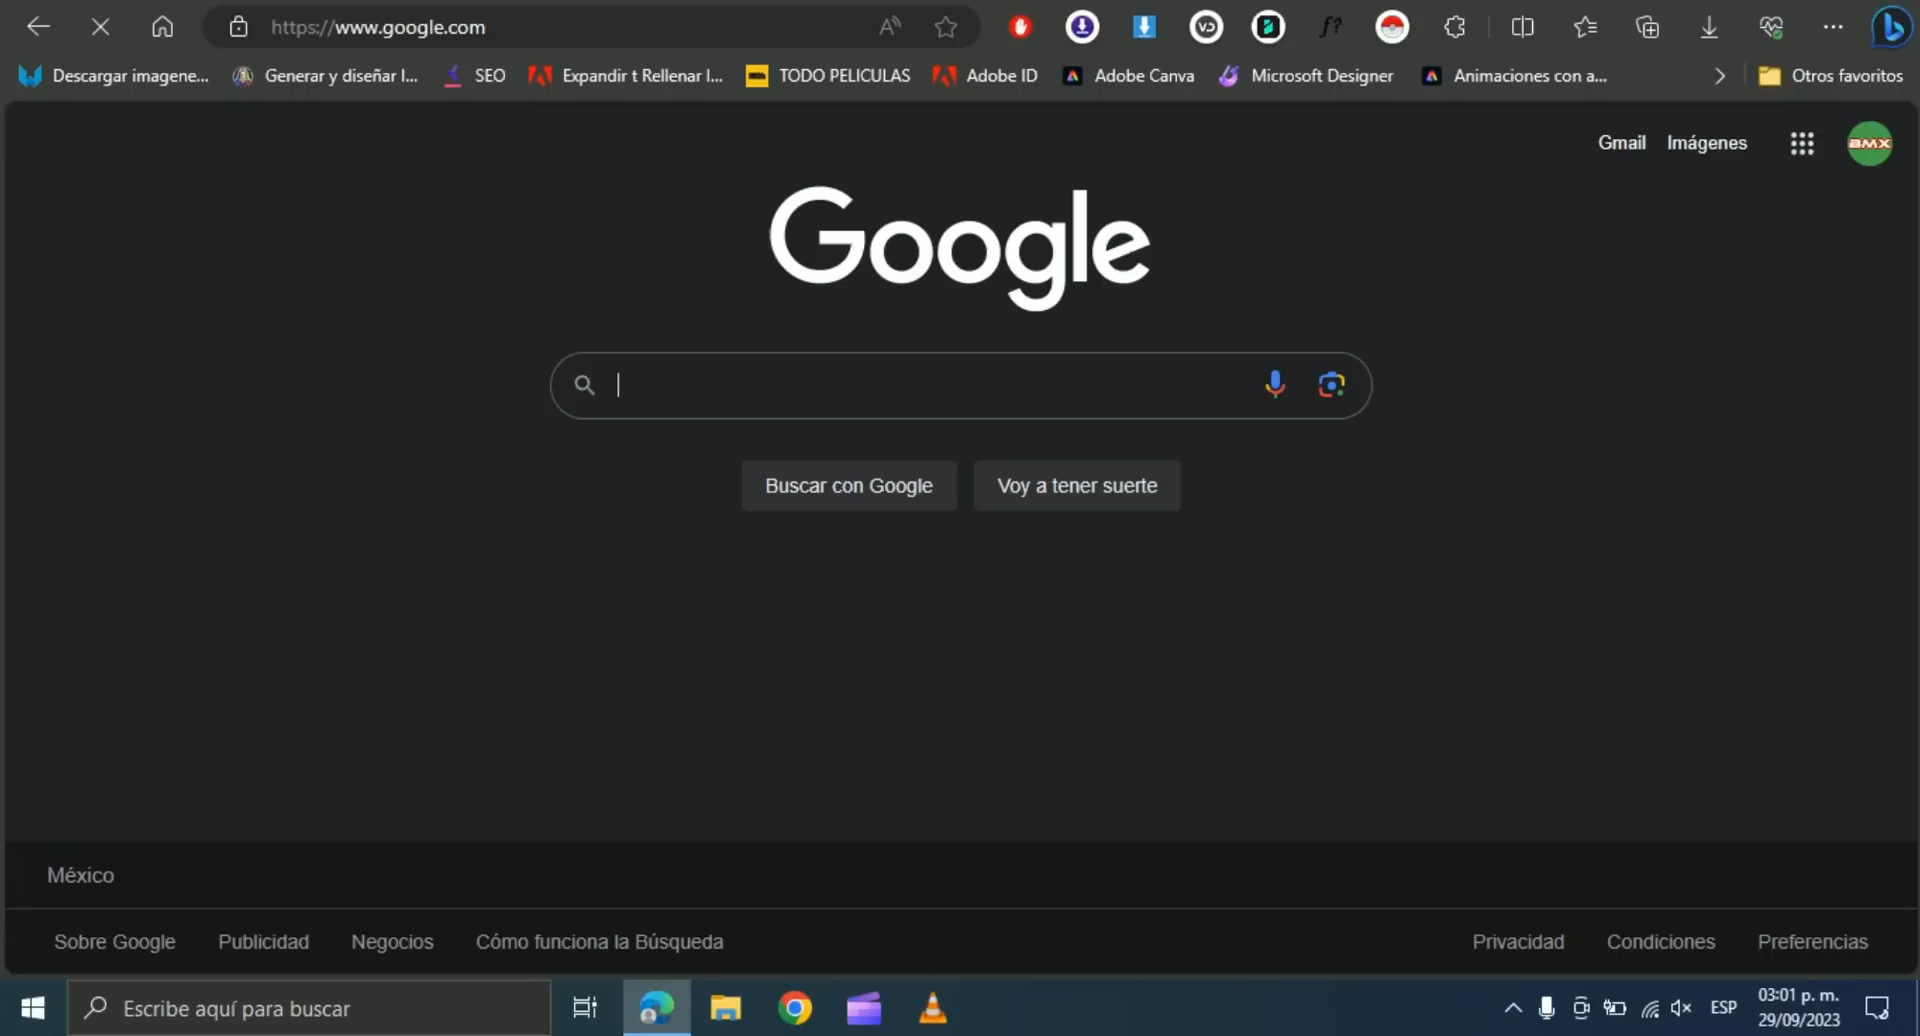 https://www.google.com
Descargar imagene...
Generar y diseñar I...
SEO
Expandir t Rellenar I...
TODO PELICULAS
Adobe ID
Adobe Canva
Microsoft Designer
Animaciones con a...
Otros favoritos
Gmail
Imágenes
BMX
Google
Buscar con Google
Voy a tener suerte
México
Sobre Google
Publicidad
Negocios
Cómo funciona la Búsqueda
Privacidad
Condiciones
Preferencias
Escribe aquí para buscar
ESP
03:01 p. m.
29/09/2023